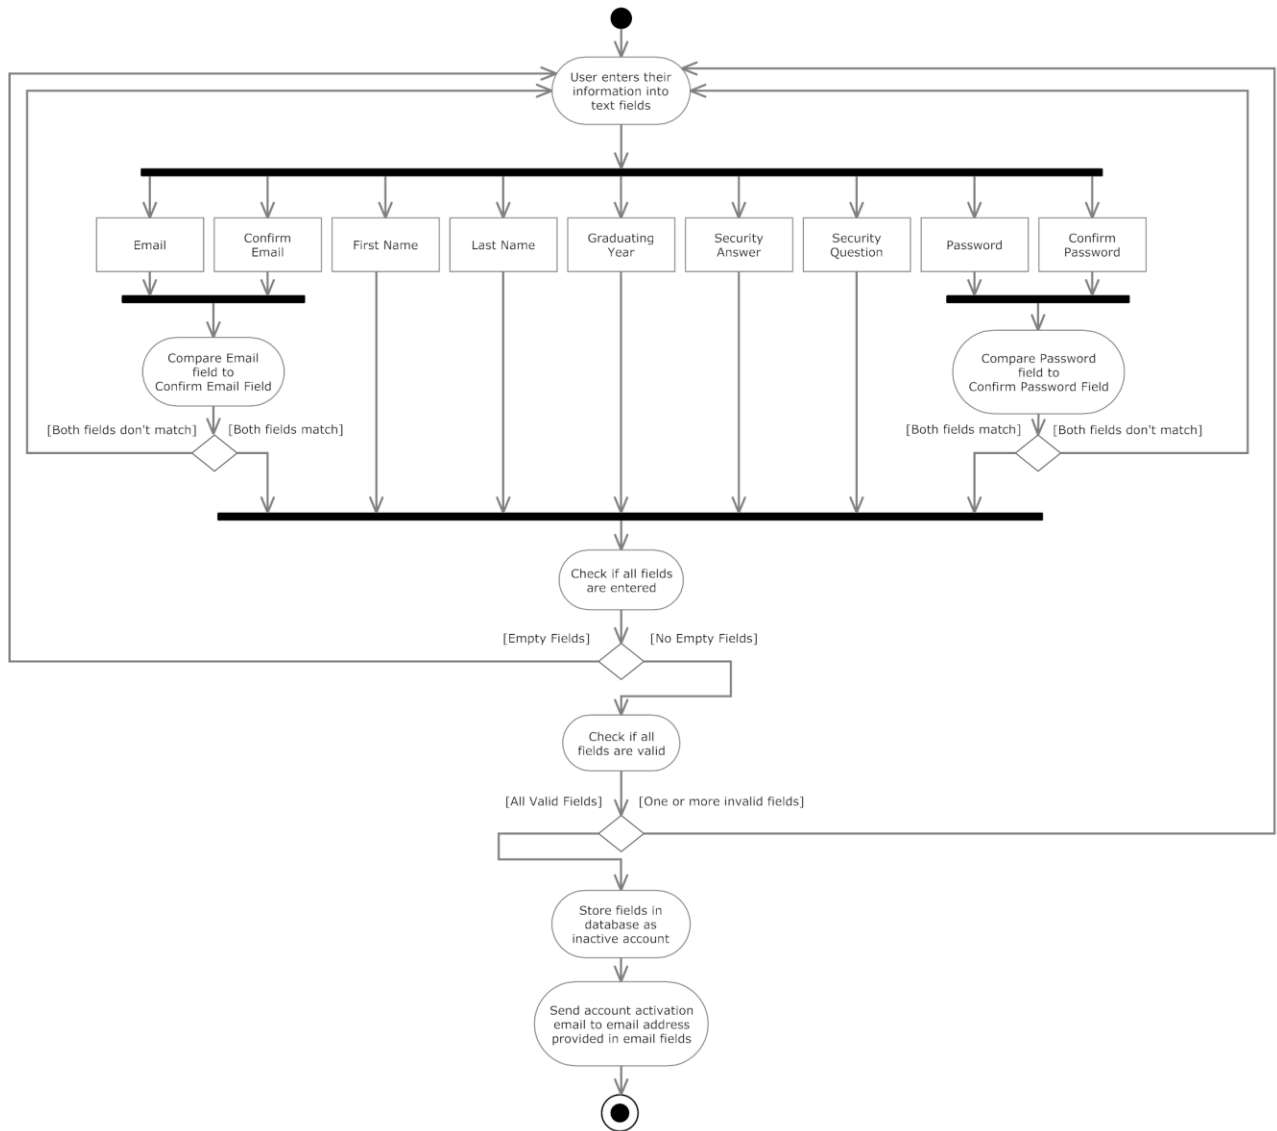 User enters their
information into
text fields
Email
Confirm
Email
First Name
Last Name
Graduating
Year
Security
Answer
Security
Question
Password
Confirm
Password
Compare Email
field to
Confirm Email Field
Compare Password
field to
Confirm Password Field
[Both fields don't match]
[Both fields match]
[Both fields match]
[Both fields don't match]
Check if all fields
are entered
[Empty Fields]
[No Empty Fields]
Check if all
fields are valid
[All Valid Fields]
[One or more invalid fields]
Store fields in
database as
inactive account
Send account activation
email to email address
provided in email fields